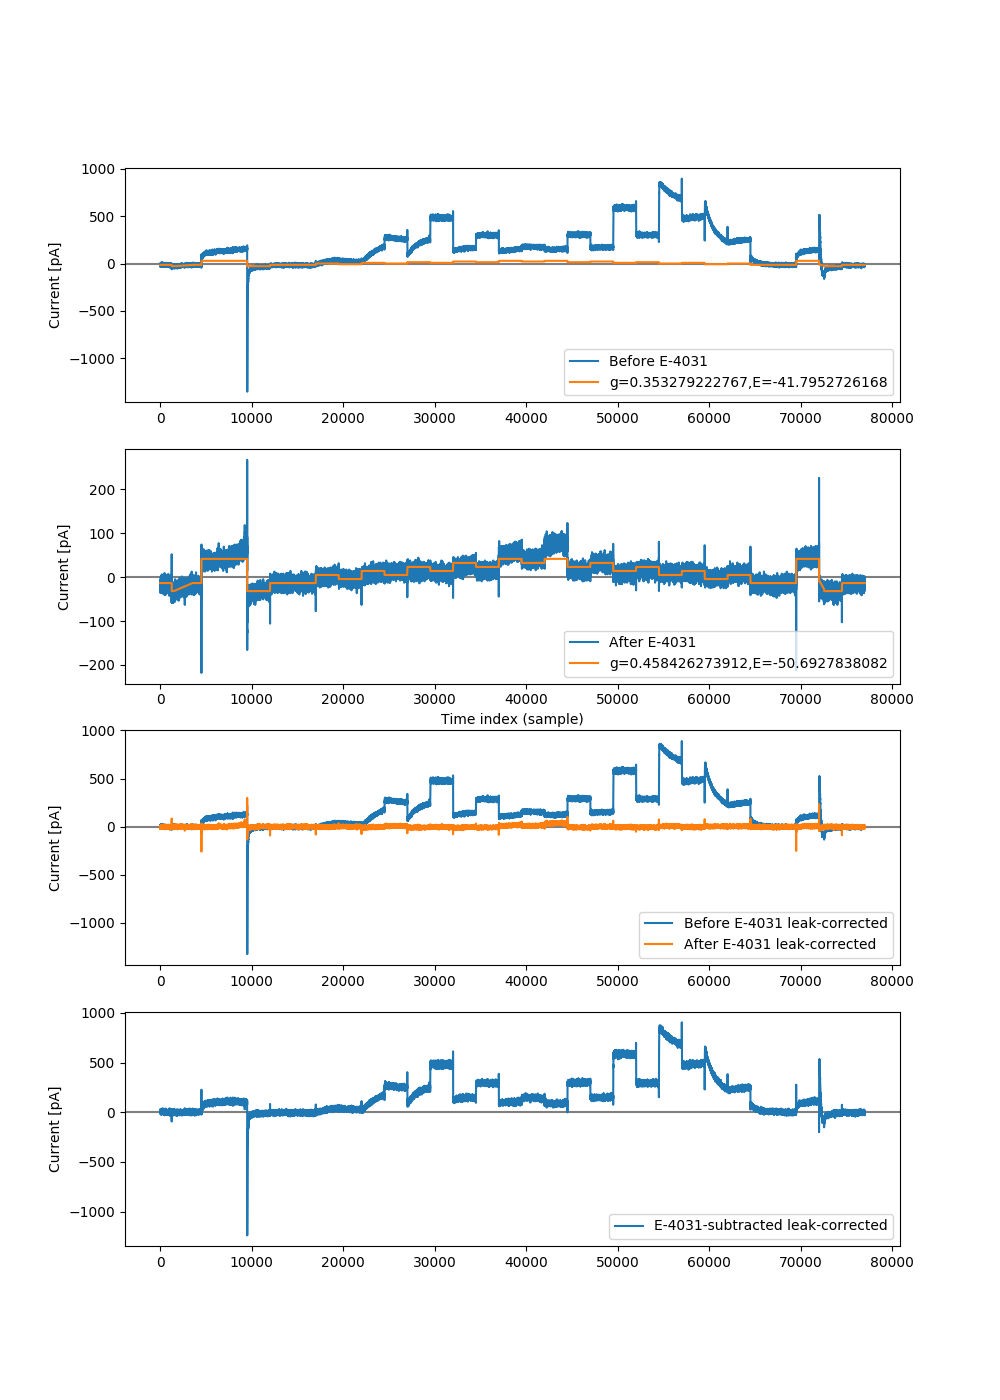 1000
500
0
−500
−1000
Current [pA]
Before E-4031
g=0.353279222767,E=-41.7952726168
0 10000 20000 30000 40000 50000 60000 70000 80000
200
100
0
−100
−200
Current [pA]
After E-4031
g=0.458426273912,E=-50.6927838082
0 10000 20000 30000 40000 50000 60000 70000 80000
Time index (sample)
1000
500
0
−500
−1000
Current [pA]
Before E-4031 leak-corrected
After E-4031 leak-corrected
0 10000 20000 30000 40000 50000 60000 70000 80000
1000
500
0
−500
−1000
Current [pA]
E-4031-subtracted leak-corrected
0 10000 20000 30000 40000 50000 60000 70000 80000